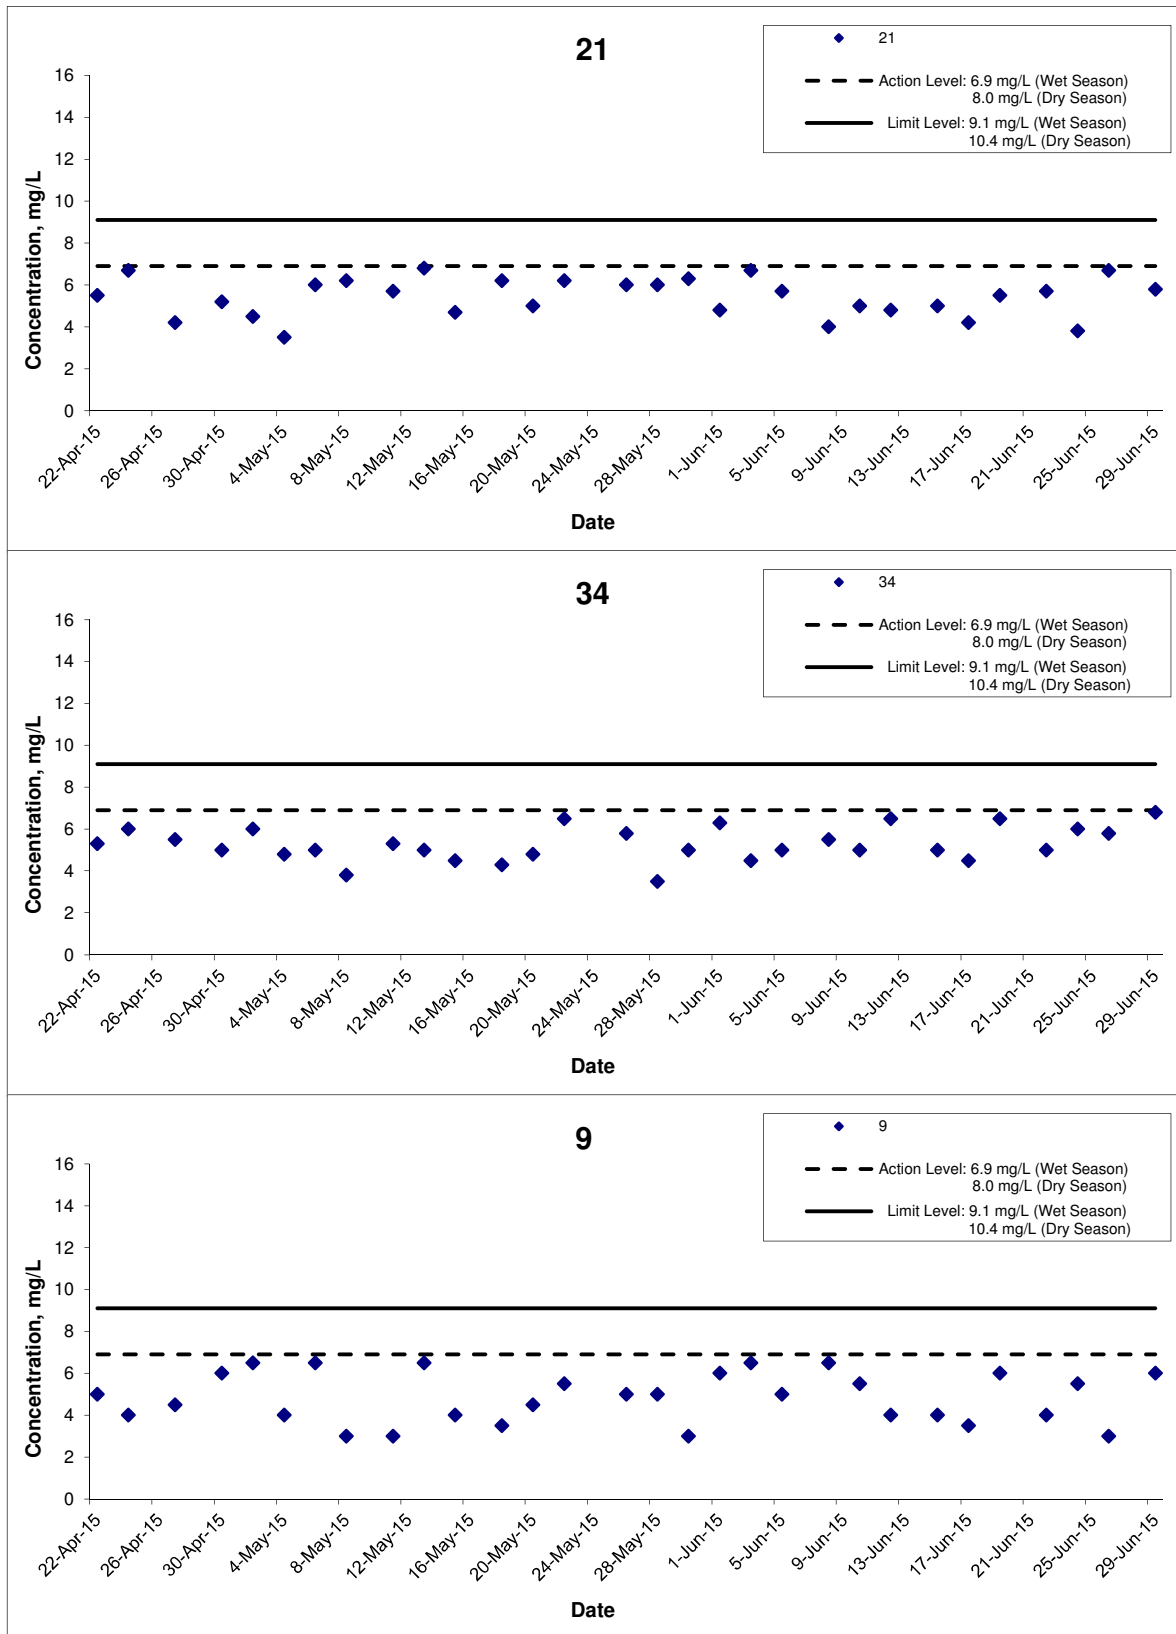 21
21
Action Level: 6.9 mg/L (Wet Season)
8.0 mg/L (Dry Season)
Limit Level: 9.1 mg/L (Wet Season)
10.4 mg/L (Dry Season)
Concentration, mg/L
16
14
12
10
8
6
4
2
0
22-Apr-15
26-Apr-15
30-Apr-15
4-May-15
8-May-15
12-May-15
16-May-15
20-May-15
24-May-15
28-May-15
1-Jun-15
5-Jun-15
9-Jun-15
13-Jun-15
17-Jun-15
21-Jun-15
25-Jun-15
29-Jun-15
Date
34
34
Action Level: 6.9 mg/L (Wet Season)
8.0 mg/L (Dry Season)
Limit Level: 9.1 mg/L (Wet Season)
10.4 mg/L (Dry Season)
Concentration, mg/L
16
14
12
10
8
6
4
2
0
22-Apr-15
26-Apr-15
30-Apr-15
4-May-15
8-May-15
12-May-15
16-May-15
20-May-15
24-May-15
28-May-15
1-Jun-15
5-Jun-15
9-Jun-15
13-Jun-15
17-Jun-15
21-Jun-15
25-Jun-15
29-Jun-15
Date
9
9
Action Level: 6.9 mg/L (Wet Season)
8.0 mg/L (Dry Season)
Limit Level: 9.1 mg/L (Wet Season)
10.4 mg/L (Dry Season)
Concentration, mg/L
16
14
12
10
8
6
4
2
0
22-Apr-15
26-Apr-15
30-Apr-15
4-May-15
8-May-15
12-May-15
16-May-15
20-May-15
24-May-15
28-May-15
1-Jun-15
5-Jun-15
9-Jun-15
13-Jun-15
17-Jun-15
21-Jun-15
25-Jun-15
29-Jun-15
Date